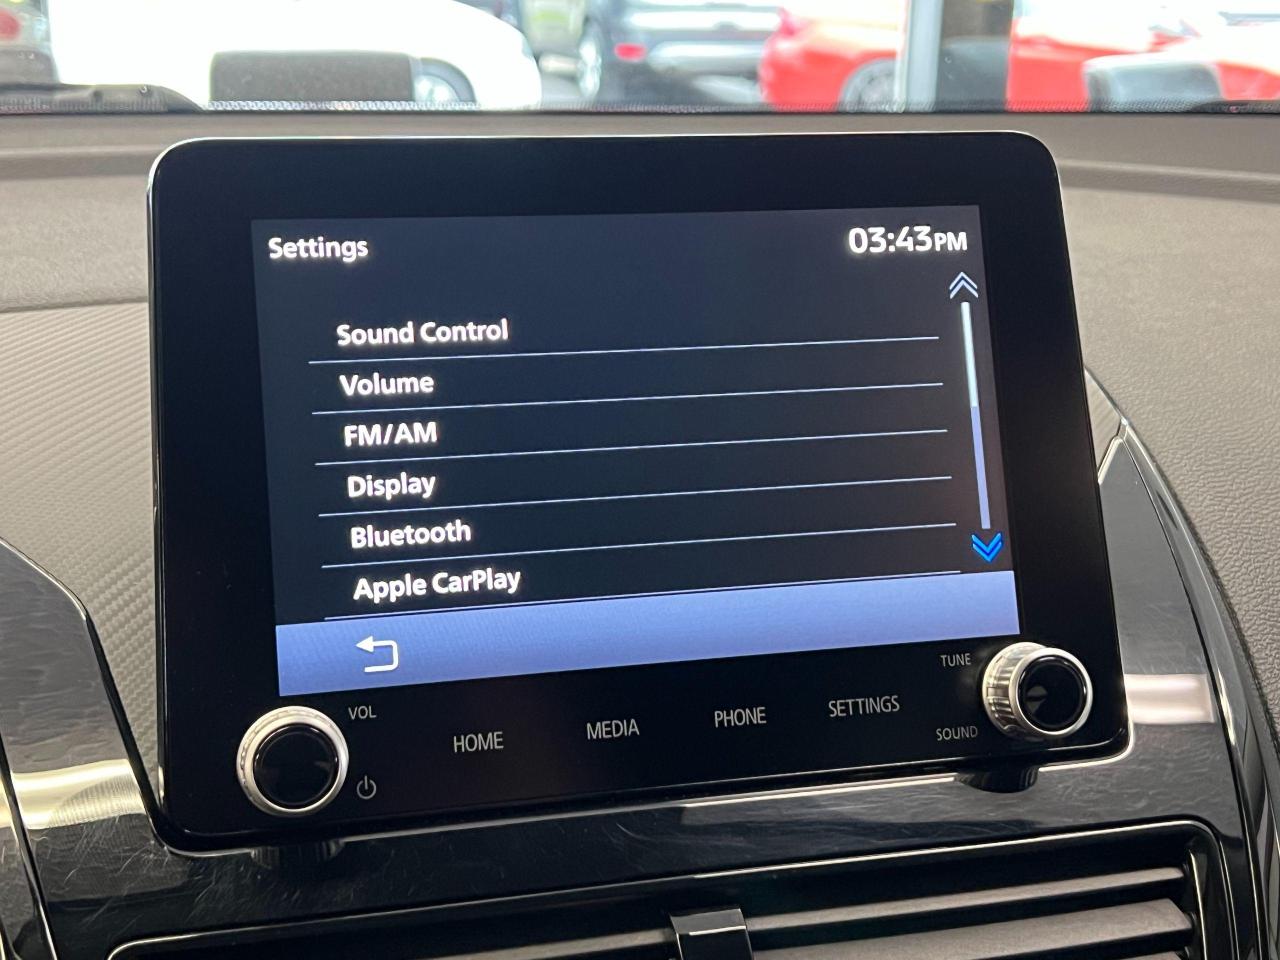 Settings
03:43PM
Sound Control
Volume
FM/AM
Display
Bluetooth
Apple CarPlay
VOL
HOME
MEDIA
PHONE
SETTINGS
TUNE
SOUND